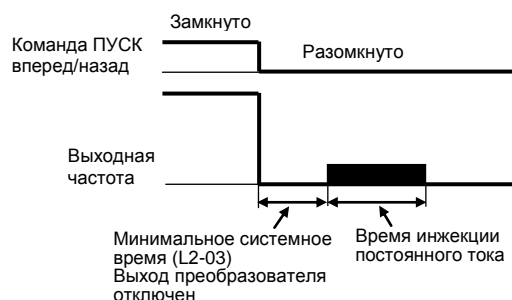 Замкнуто
Команда ПУСК
вперед/назад
Разомкнуто
Выходная
частота
Минимальное системное
время (L2-03)
Выход преобразователя
отключен
Время инжекции
постоянного тока